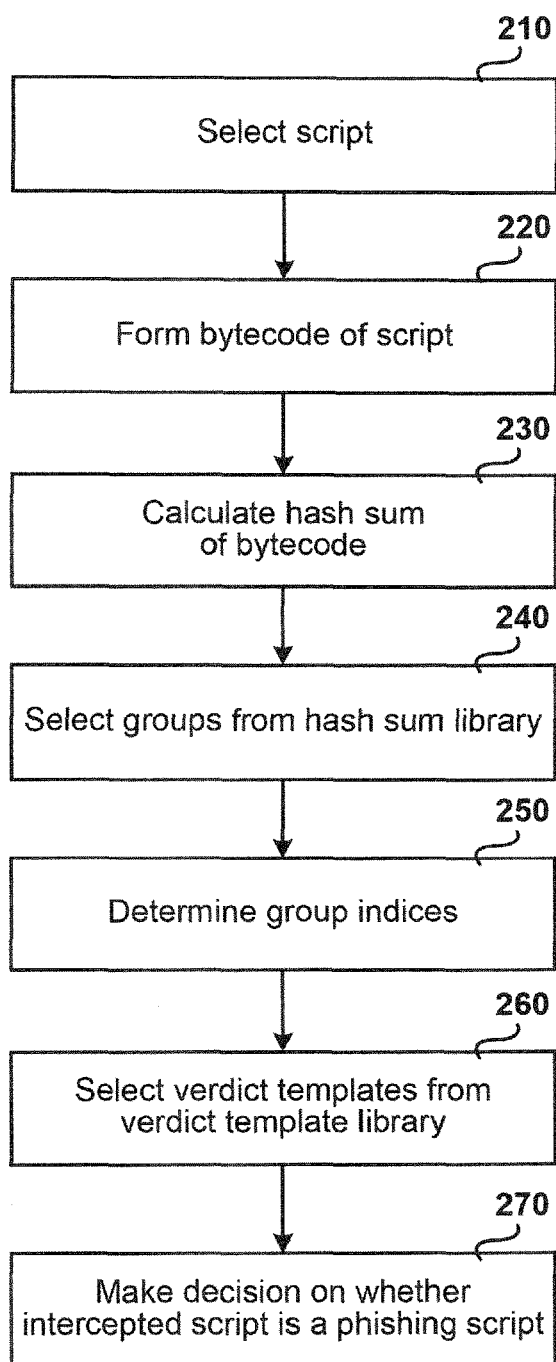 210
Select script
220
Form bytecode of script
230
Calculate hash sum
of bytecode
240
Select groups from hash sum library
250
Determine group indices
260
Select verdict templates from
verdict template library
270
Make decision on whether
intercepted script is a phishing script